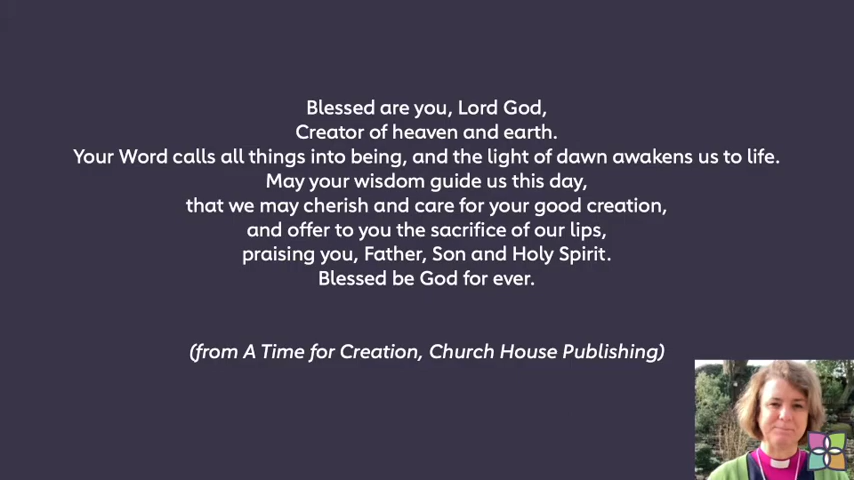 Blessed are you, Lord God,
Creator of heaven and earth.
Your Word calls all things into being, and the light of dawn awakens us to life.
May your wisdom guide us this day,
that we may cherish and care for your good creation,
and offer to you the sacrifice of our lips,
praising you, Father, Son and Holy Spirit.
Blessed be God for ever.
(from A Time for Creation, Church House Publishing)